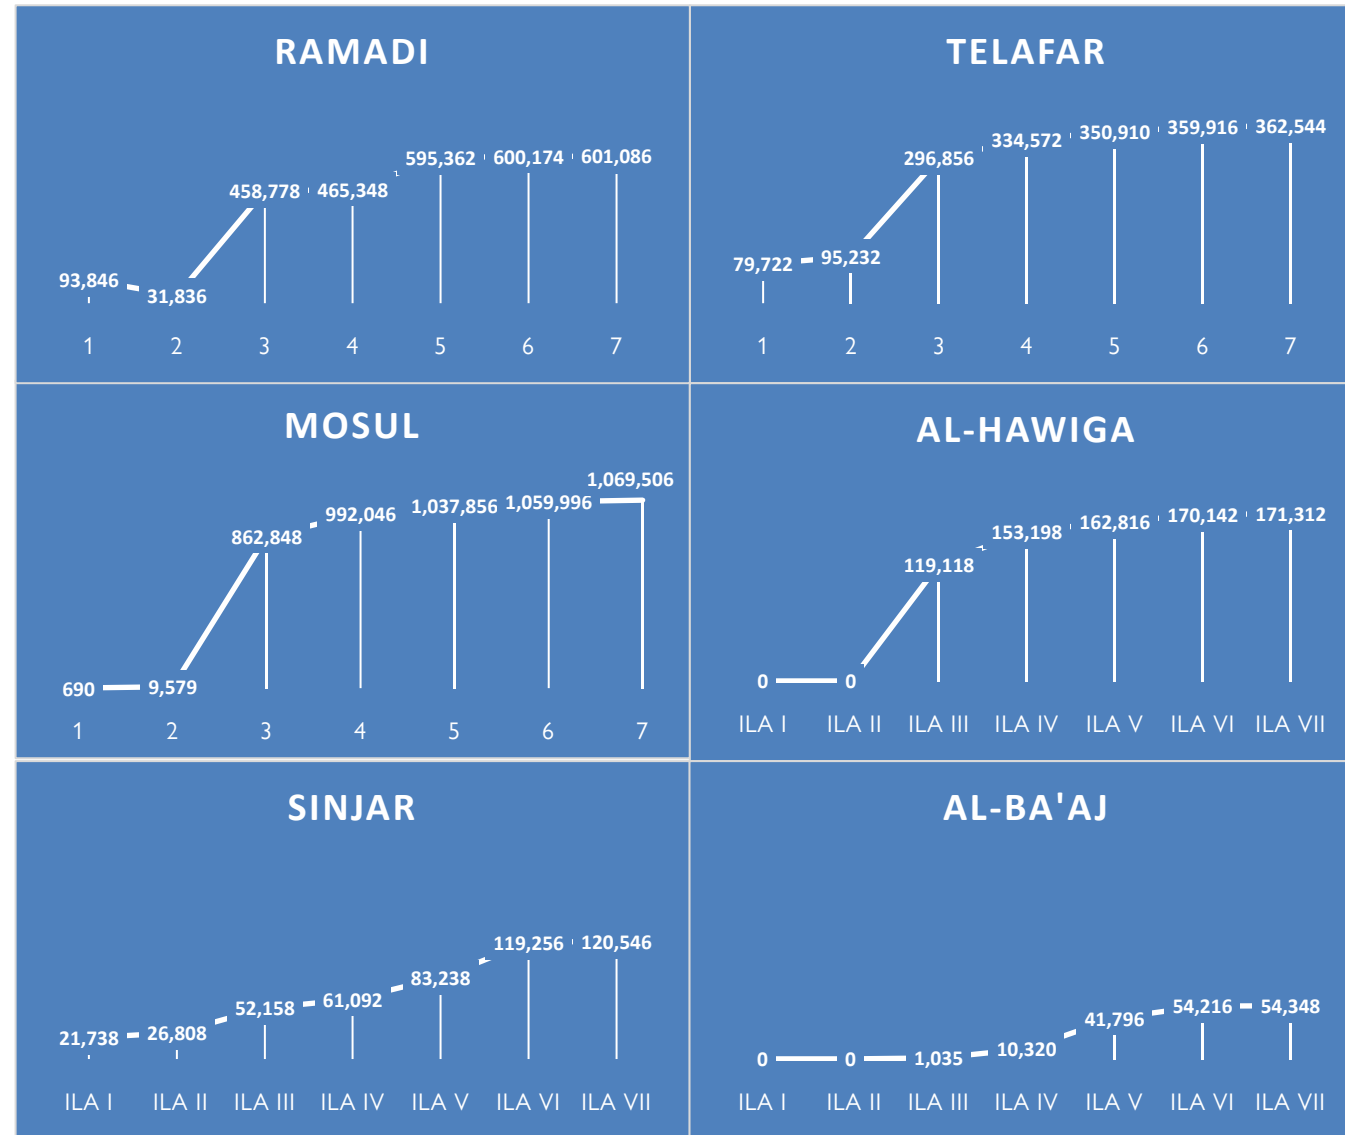 RAMADI
595,362 600,174 601,086
458,778 465,348
93,846
31,836
1 2 3 4 5 6 7
TELAFAR
350,910 359,916 362,544
334,572
296,856
79,722 95,232
1 2 3 4 5 6 7
MOSUL
1,069,506
992,046 1,037,856 1,059,996
862,848
690 9,579
1 2 3 4 5 6 7
AL-HAWIGA
153,198 162,816 170,142 171,312
119,118
0 0
ILA I ILA II ILA III ILA IV ILA V ILA VI ILA VII
SINJAR
119,256 120,546
83,238
52,158 61,092
21,738 26,808
ILA I ILA II ILA III ILA IV ILA V ILA VI ILA VII
AL-BA'AJ
41,796 54,216 54,348
0 0 1,035 10,320
ILA I ILA II ILA III ILA IV ILA V ILA VI ILA VII